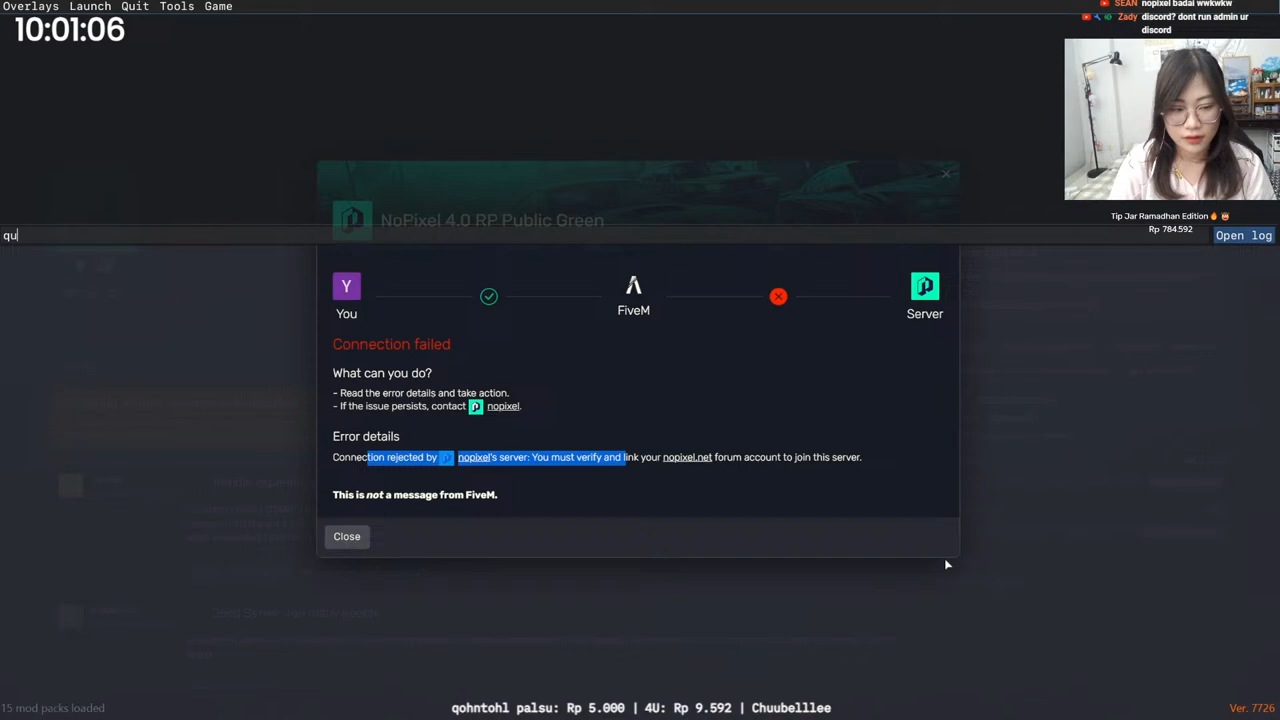 Overlays Launch Quit Tools Game
SEAN nopixel badai wwkwkw
Zady discord? dont run admin ur
discord
10:01:06
NoPixel 4.0 RP Public Green
Tip Jar Ramadhan Edition
Rp 784.592
qu
Open log
Y
You
FiveM
Server
Connection failed
What can you do?
- Read the error details and take action.
- If the issue persists, contact nopixel.
Error details
Connection rejected by nopixel's server: You must verify and link your nopixel.net forum account to join this server.
This is not a message from FiveM.
Close
15 mod packs loaded
qohntohl palsu: Rp 5.000 | 4U: Rp 9.592 | Chuubelllee
Ver. 7726